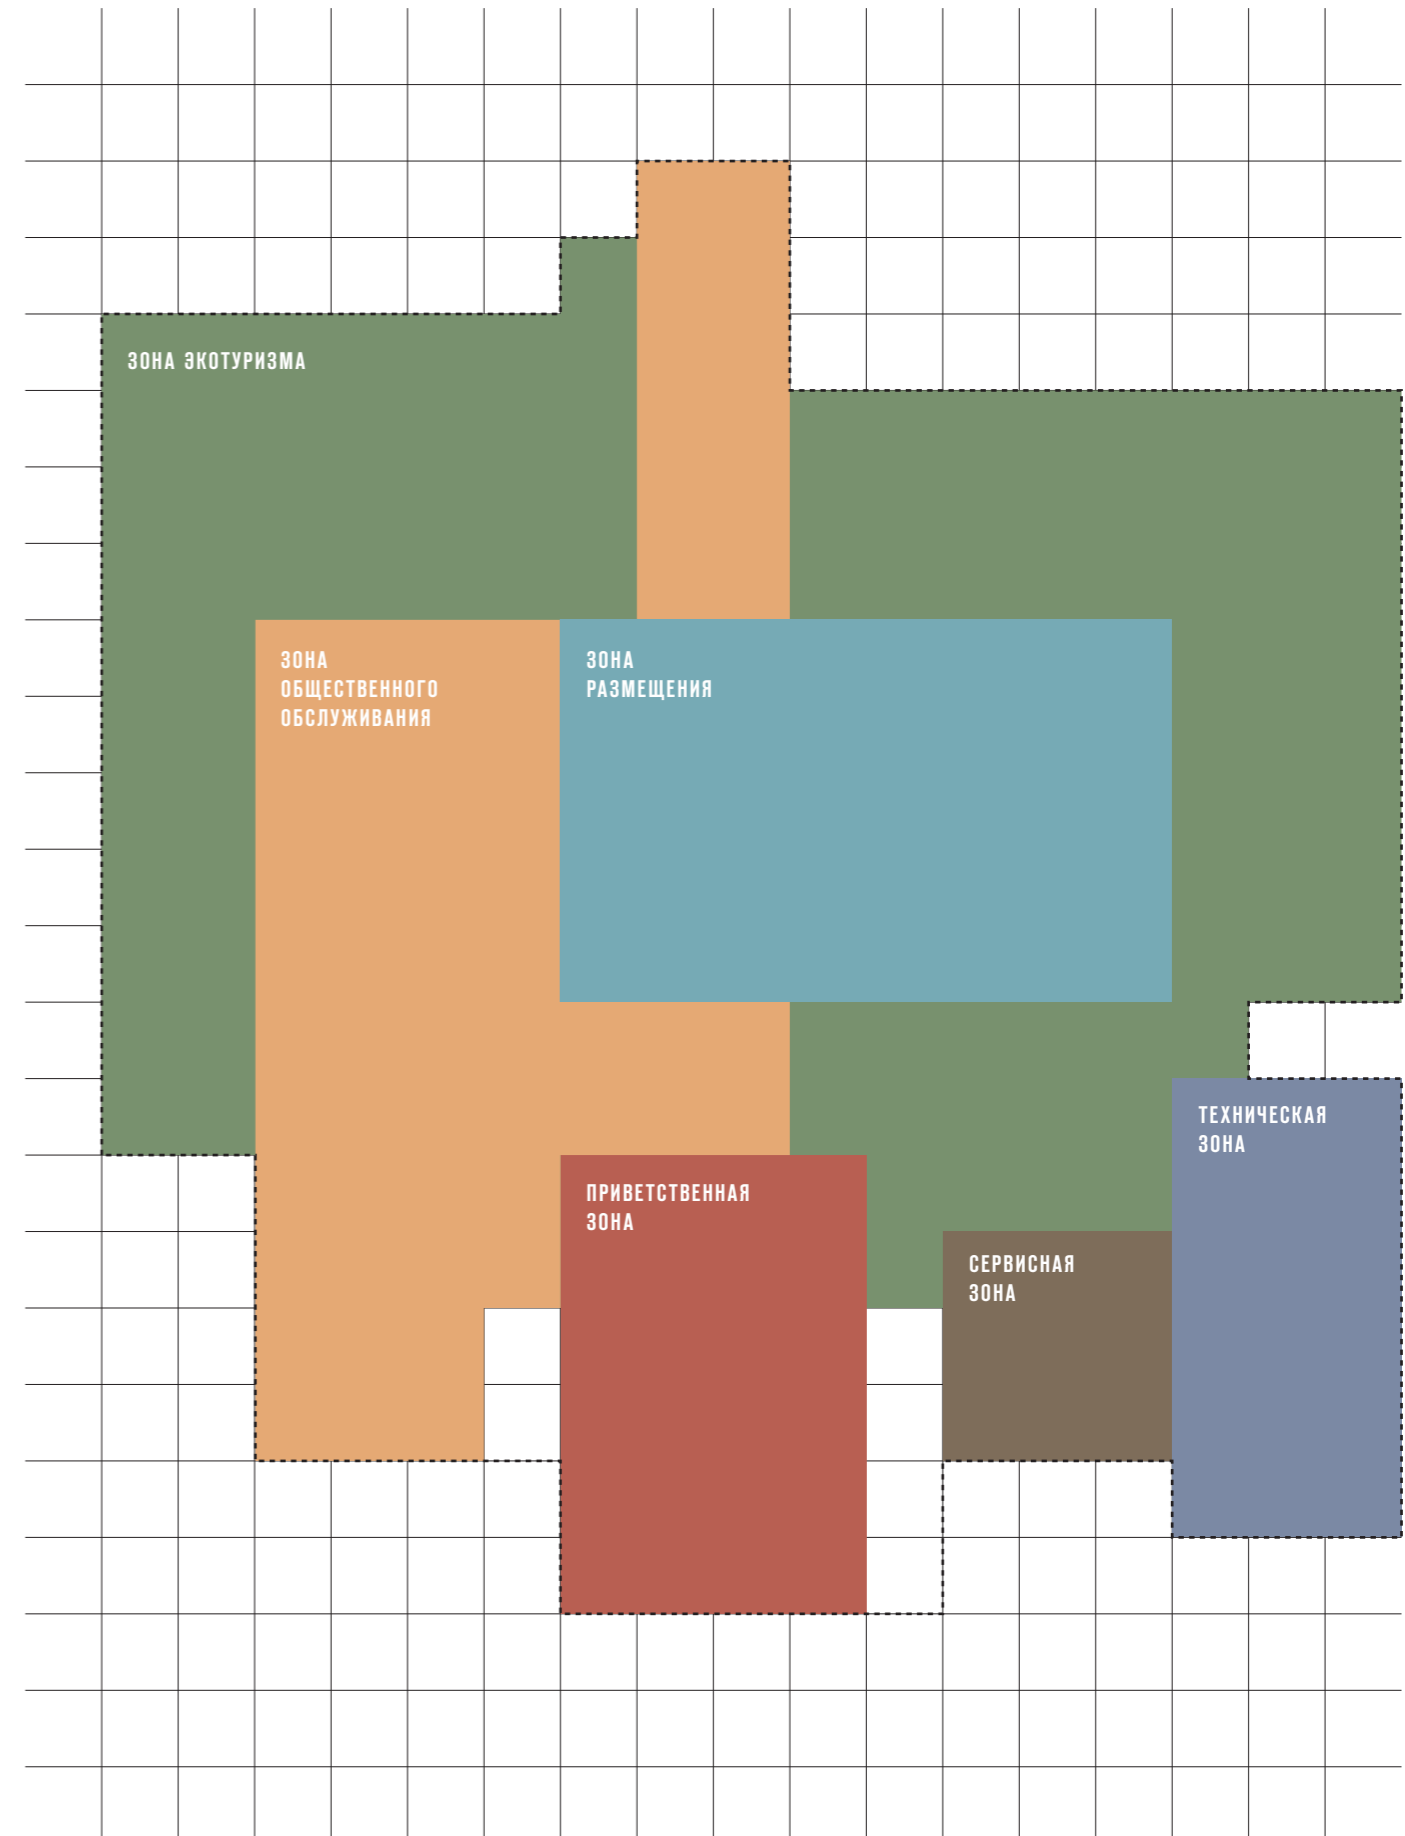 ЗОНА ЭКОТУРИЗМА
ЗОНА
ОБЩЕСТВЕННОГО
ОБСЛУЖИВАНИЯ
ЗОНА
РАЗМЕЩЕНИЯ
ТЕХНИЧЕСКАЯ
ЗОНА
ПРИВЕТСТВЕННАЯ
ЗОНА
СЕРВИСНАЯ
ЗОНА